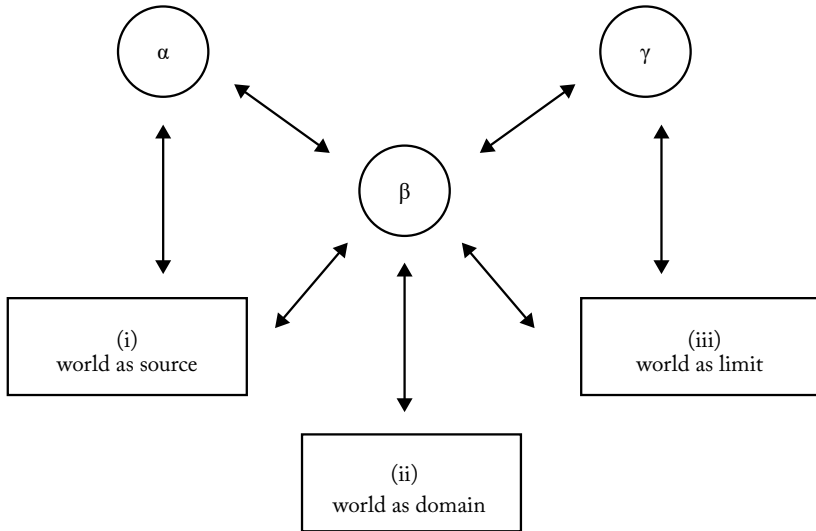 α
γ
β
(i)
world as source
(iii)
world as limit
(ii)
world as domain